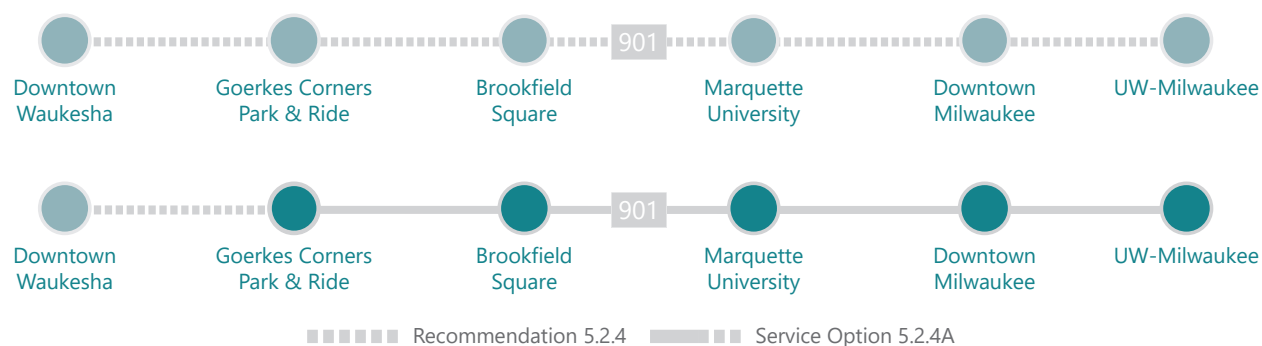 901
Downtown
Waukesha
Goerkes Corners
Park & Ride
Brookfield
Square
Marquette
University
Downtown
Milwaukee
UW-Milwaukee
901
Downtown
Waukesha
Goerkes Corners
Park & Ride
Brookfield
Square
Marquette
University
Downtown
Milwaukee
UW-Milwaukee
Recommendation 5.2.4
Service Option 5.2.4A